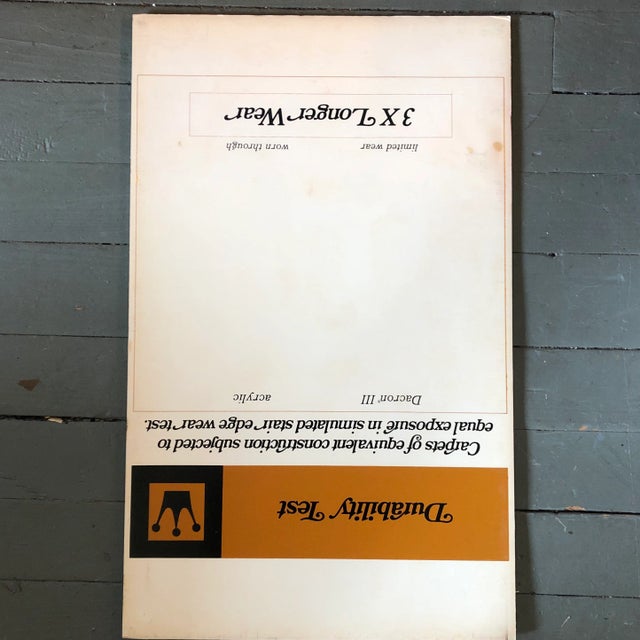 Durability Test
Carpets of equivalent construction subjected to
equal exposure in simulated stair edge wear test.
Dacron® III acrylic
limited wear worn through
3 X Longer Wear